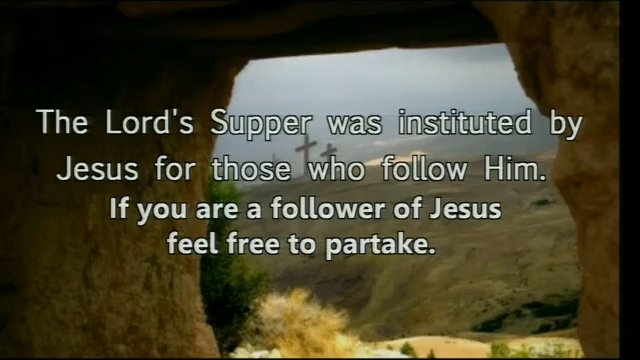 The Lord's Supper was instituted by
Jesus for those who follow Him.
If you are a follower of Jesus
feel free to partake.